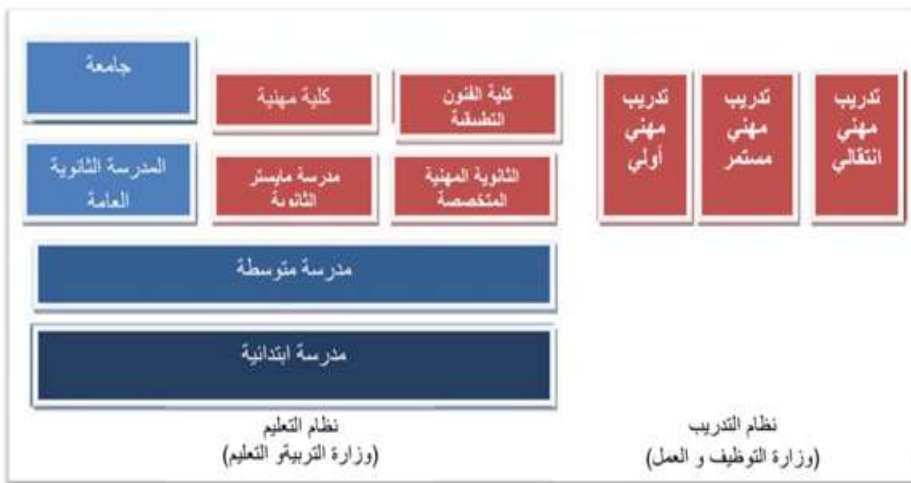 جامعة
كلية مهنية
كلية الفنون
التطبيقية
تدريب
مهني
أولي
تدريب
مهني
مستمر
تدريب
مهني
انتقالي
المدرسة الثانوية
العامة
مدرسة مايستر
الثانوية
الثانوية المهنية
المتخصصة
مدرسة متوسطة
مدرسة ابتدائية
نظام التعليم
(وزارة التربيةو التعليم)
نظام التدريب
(وزارة التوظيف و العمل)